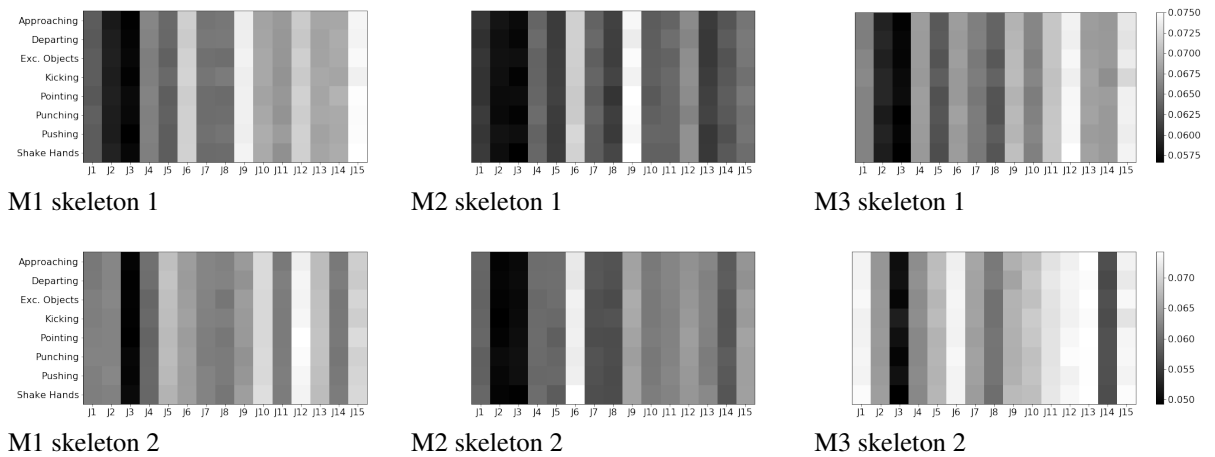 Approaching
Departing
Exc. Objects
Kicking
Pointing
Punching
Pushing
Shake Hands
J1 J2 J3 J4 J5 J6 J7 J8 J9 J10 J11 J12 J13 J14 J15
M1 skeleton 1
J1 J2 J3 J4 J5 J6 J7 J8 J9 J10 J11 J12 J13 J14 J15
M2 skeleton 1
J1 J2 J3 J4 J5 J6 J7 J8 J9 J10 J11 J12 J13 J14 J15
M3 skeleton 1
0.0750
0.0725
0.0700
0.0675
0.0650
0.0625
0.0600
0.0575
Approaching
Departing
Exc. Objects
Kicking
Pointing
Punching
Pushing
Shake Hands
J1 J2 J3 J4 J5 J6 J7 J8 J9 J10 J11 J12 J13 J14 J15
M1 skeleton 2
J1 J2 J3 J4 J5 J6 J7 J8 J9 J10 J11 J12 J13 J14 J15
M2 skeleton 2
J1 J2 J3 J4 J5 J6 J7 J8 J9 J10 J11 J12 J13 J14 J15
M3 skeleton 2
0.070
0.065
0.060
0.055
0.050